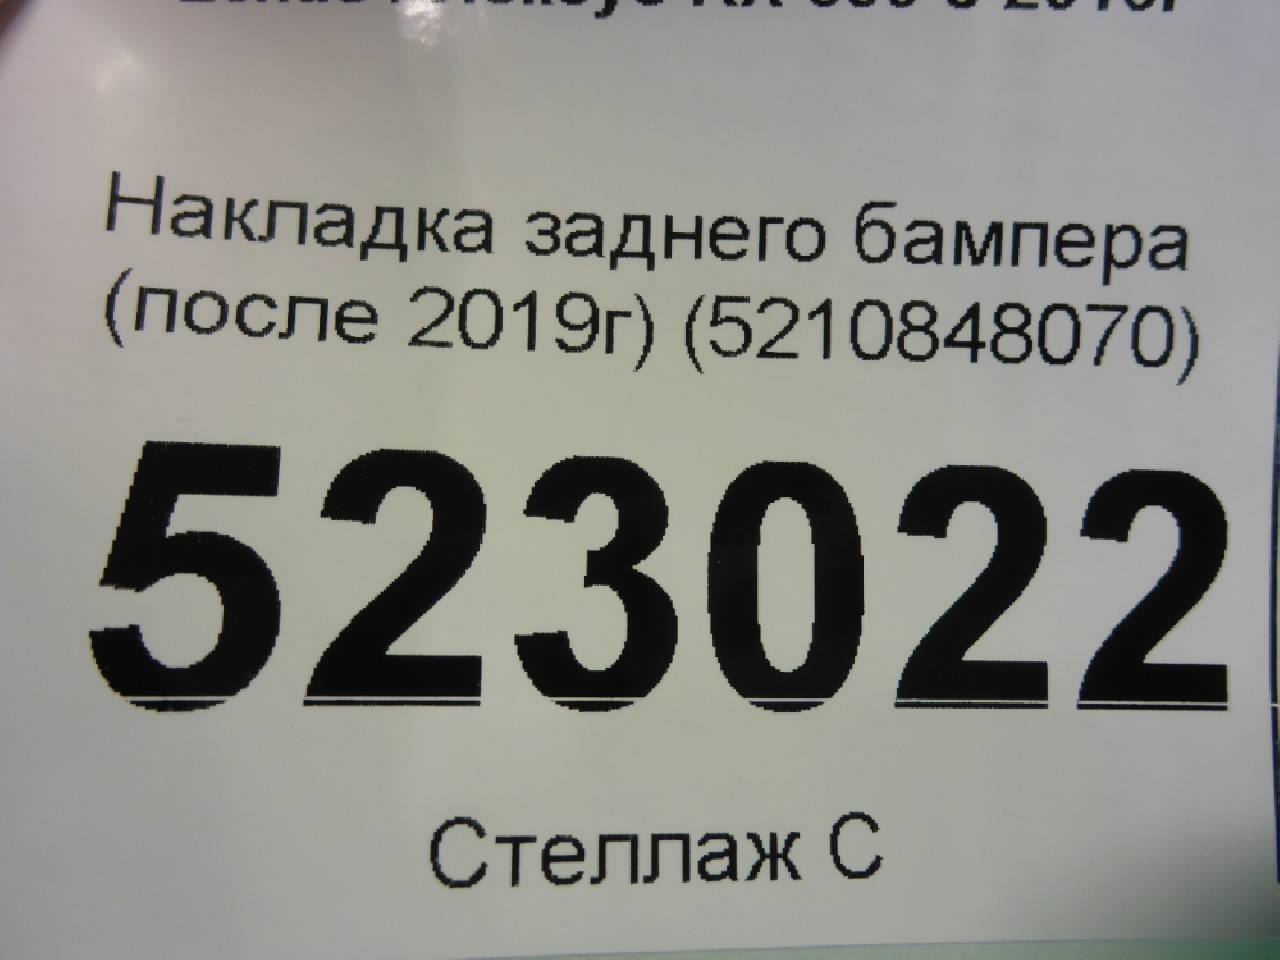 Накладка заднего бампера
(после 2019г) (5210848070)
523022
Стеллаж С